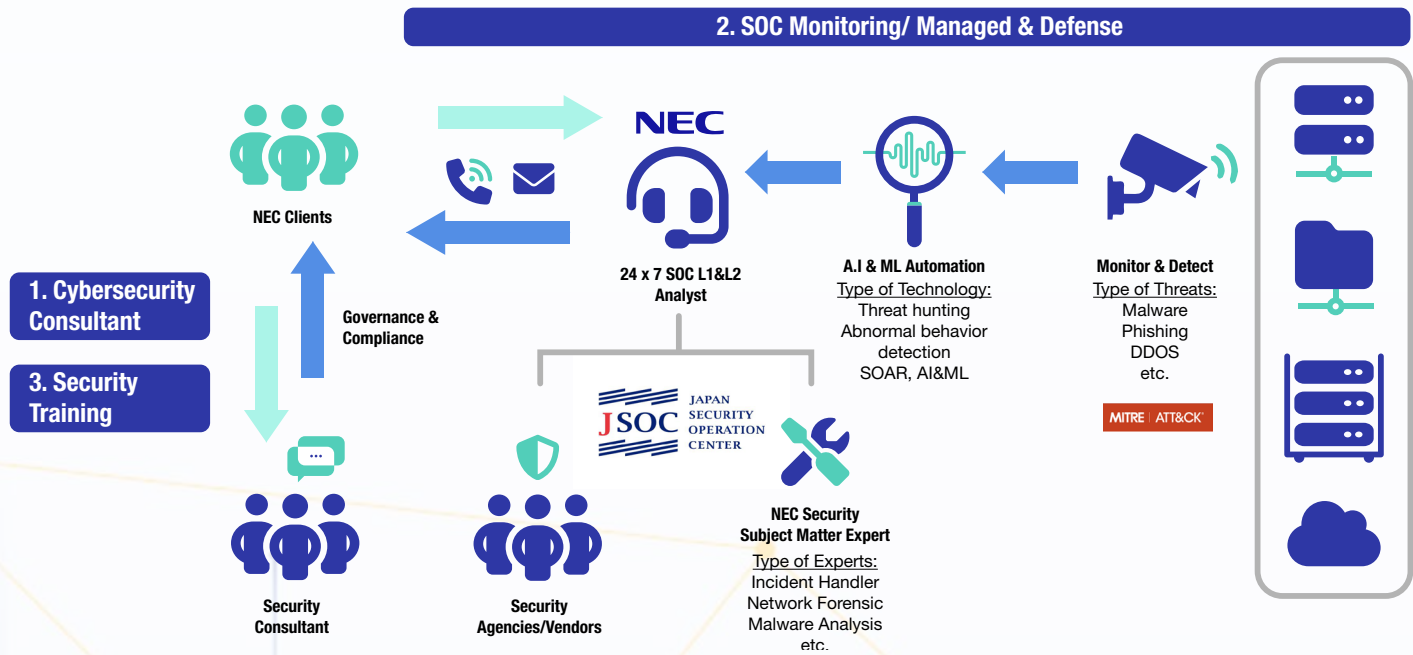 2. SOC Monitoring/ Managed & Defense
NEC
NEC Clients
24 x 7 SOC L1&L2
Analyst
A.I & ML Automation
Type of Technology:
Threat hunting
Abnormal behavior
detection
SOAR, AI&ML
Monitor & Detect
Type of Threats:
Malware
Phishing
DDOS
etc.
MITRE | ATT&CK®
1. Cybersecurity
Consultant
3. Security
Training
Governance &
Compliance
JSOC
JAPAN
SECURITY
OPERATION
CENTER
Security
Consultant
Security
Agencies/Vendors
NEC Security
Subject Matter Expert
Type of Experts:
Incident Handler
Network Forensic
Malware Analysis
etc.